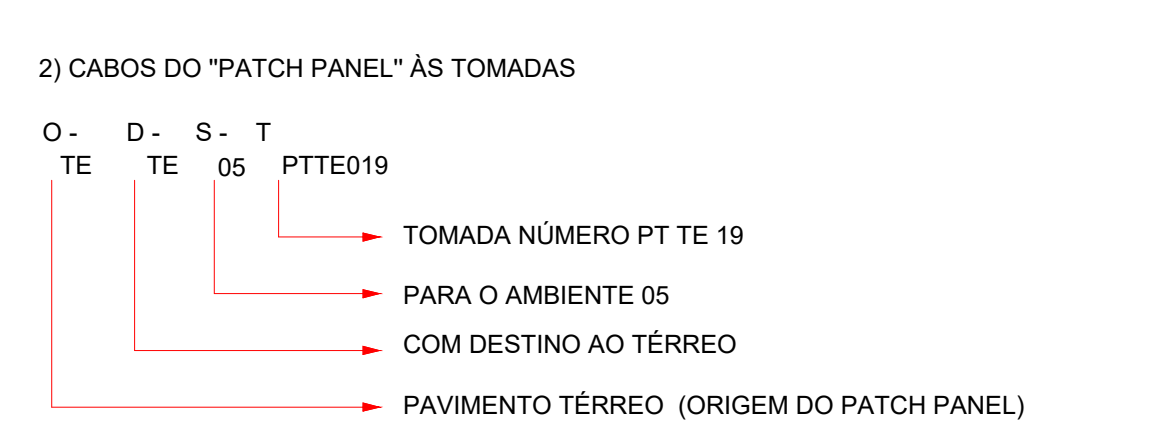 2) CABOS DO "PATCH PANEL" ÀS TOMADAS
O - D - S - T
TE TE 05 PTTE019
TOMADA NÚMERO PT TE 19
PARA O AMBIENTE 05
COM DESTINO AO TÉRREO
PAVIMENTO TÉRREO (ORIGEM DO PATCH PANEL)